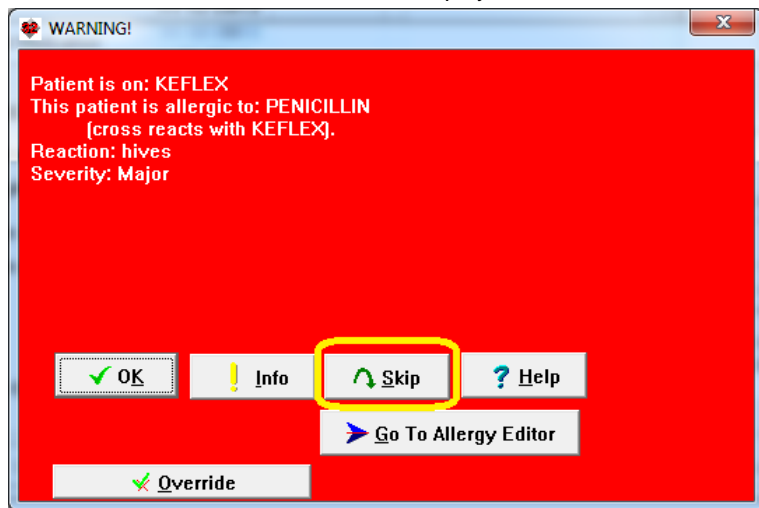 WARNING!
Patient is on: KEFLEX
This patient is allergic to: PENICILLIN
(cross reacts with KEFLEX).
Reaction: hives
Severity: Major
OK
Info
Skip
Help
Go To Allergy Editor
Override